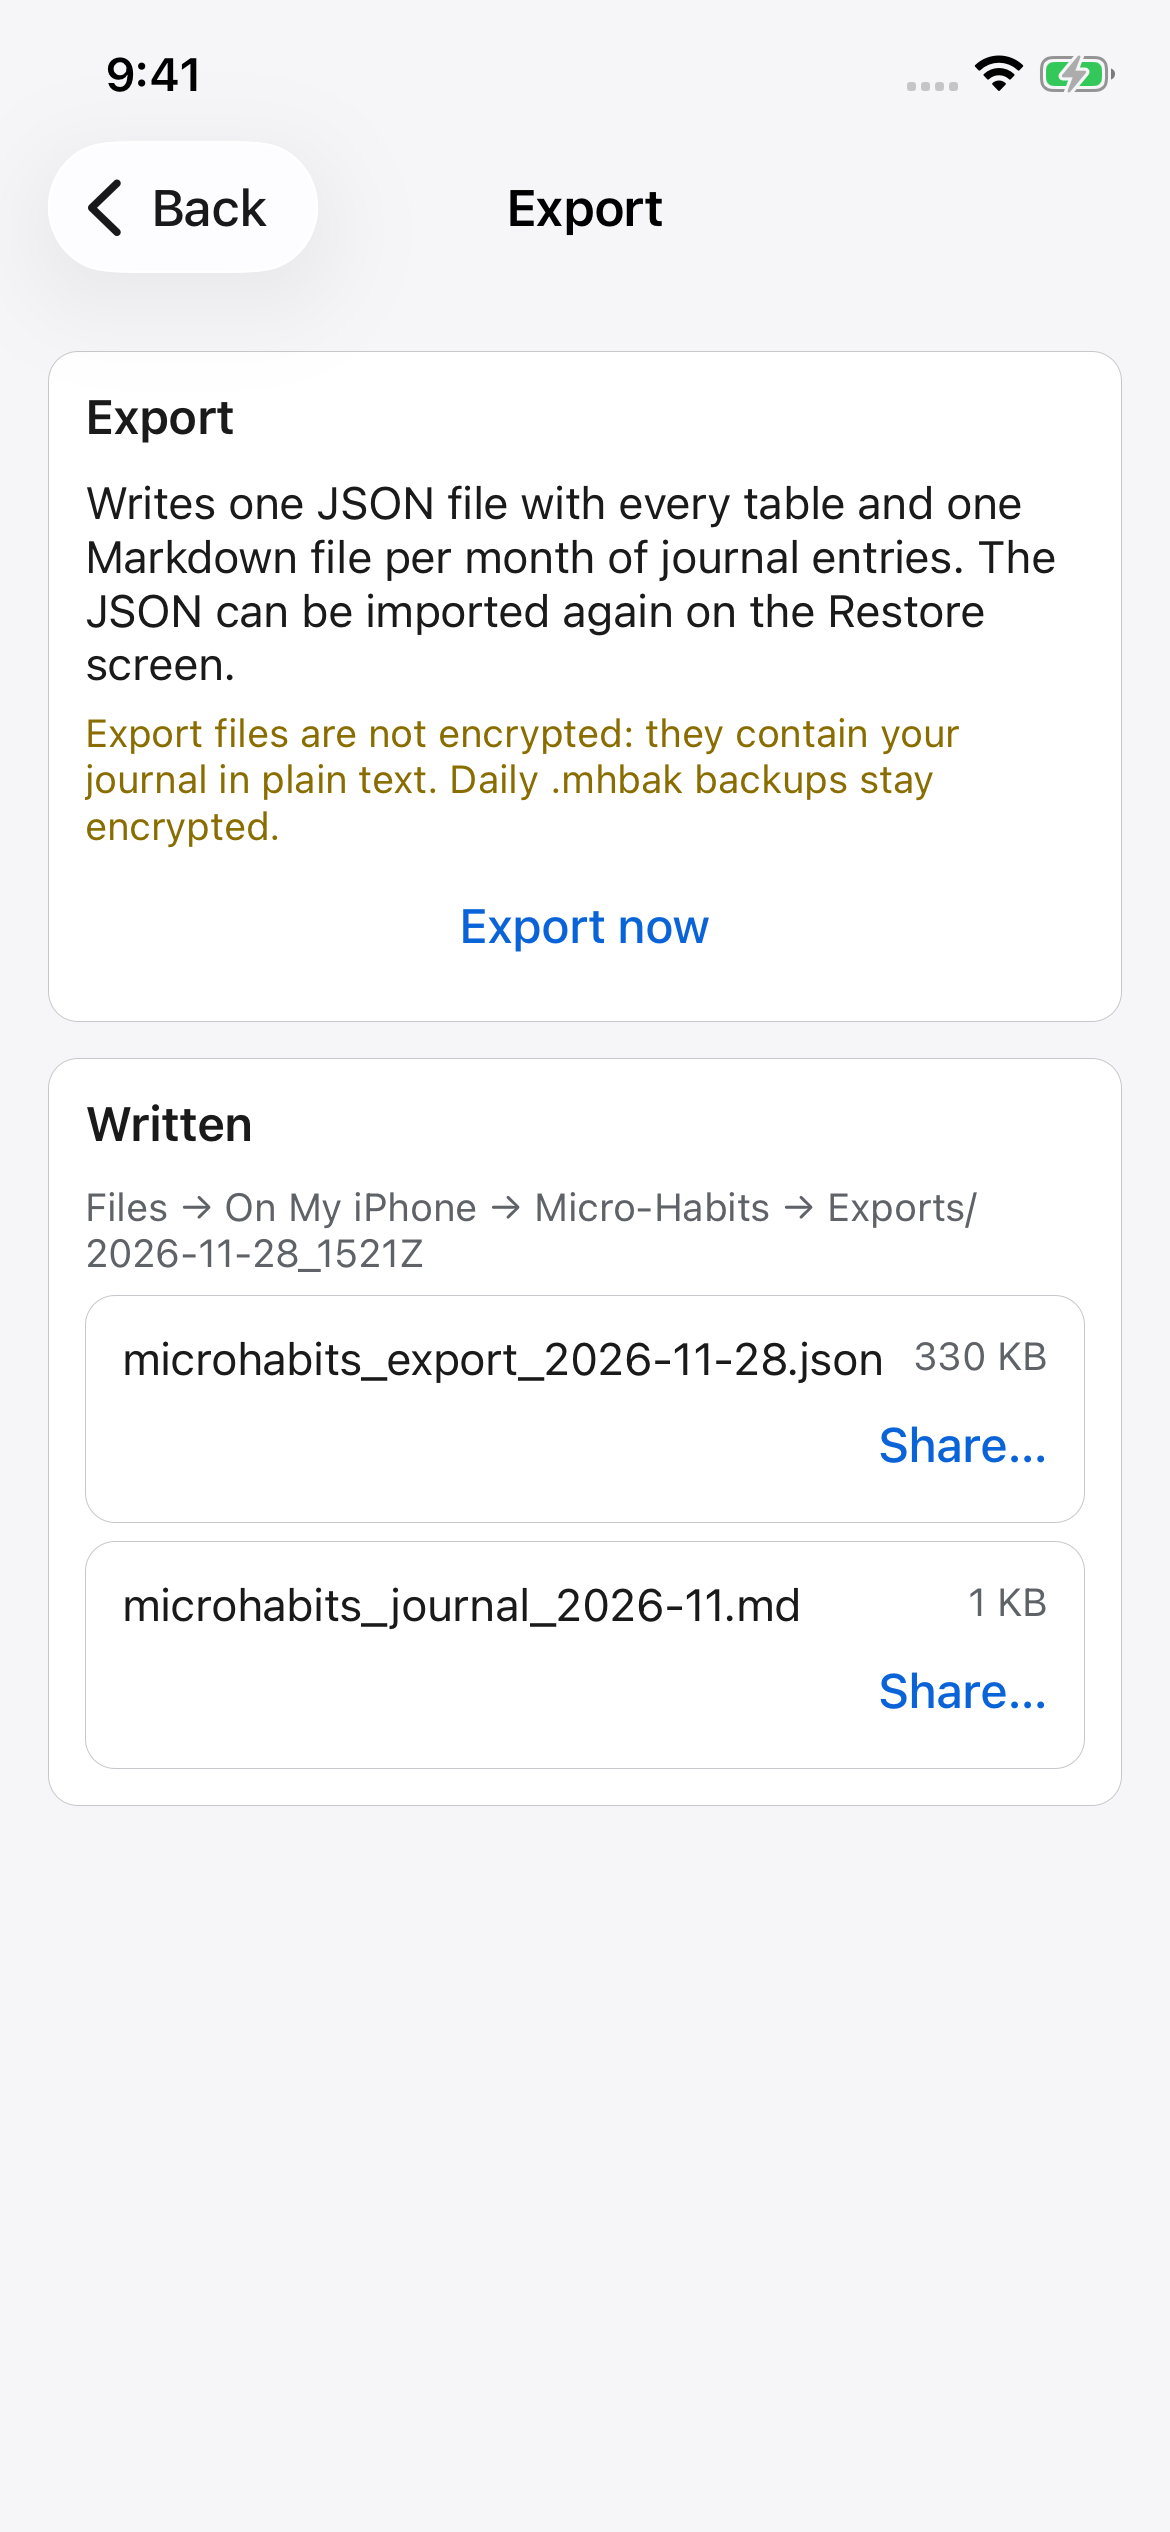 9:41
Back
Export
Export
Writes one JSON file with every table and one
Markdown file per month of journal entries. The
JSON can be imported again on the Restore
screen.
Export files are not encrypted: they contain your
journal in plain text. Daily .mhbak backups stay
encrypted.
Export now
Written
Files → On My iPhone → Micro-Habits → Exports/
2026-11-28_1521Z
microhabits_export_2026-11-28.json 330 KB
Share...
microhabits_journal_2026-11.md 1 KB
Share...